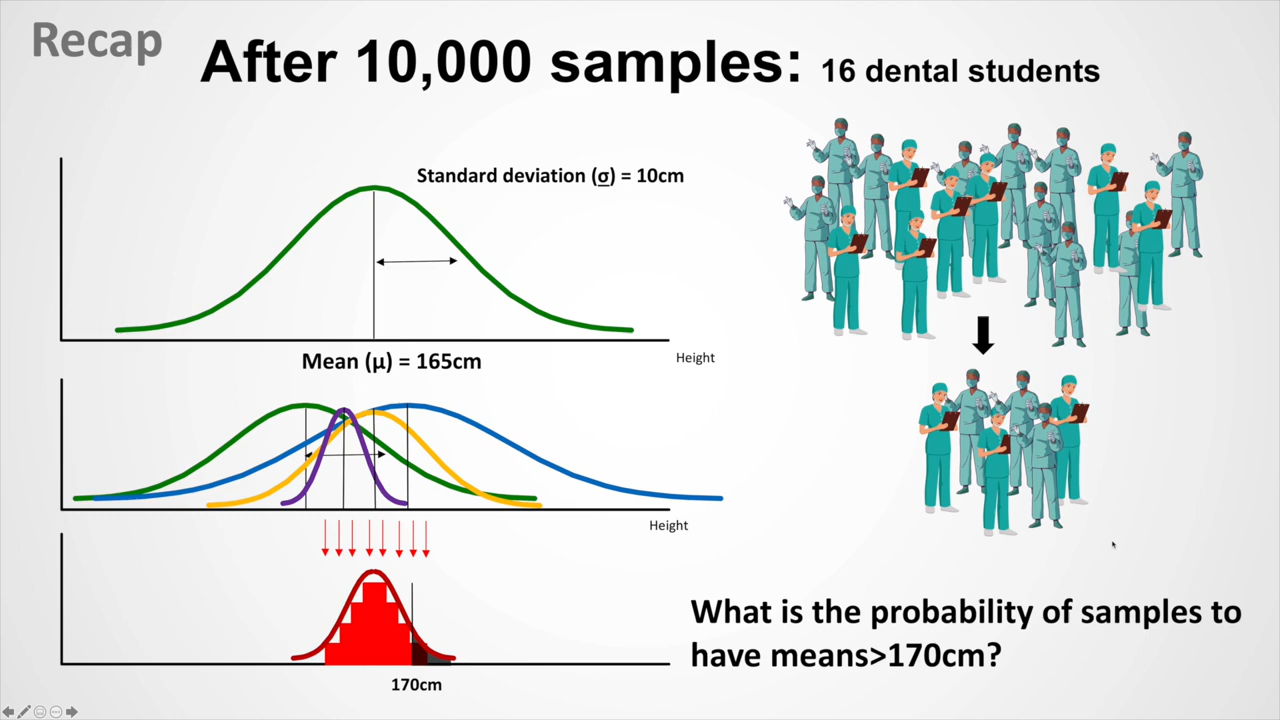 Recap
After 10,000 samples: 16 dental students
Standard deviation (σ) = 10cm
Height
Mean (μ) = 165cm
Height
What is the probability of samples to
have means>170cm?
170cm